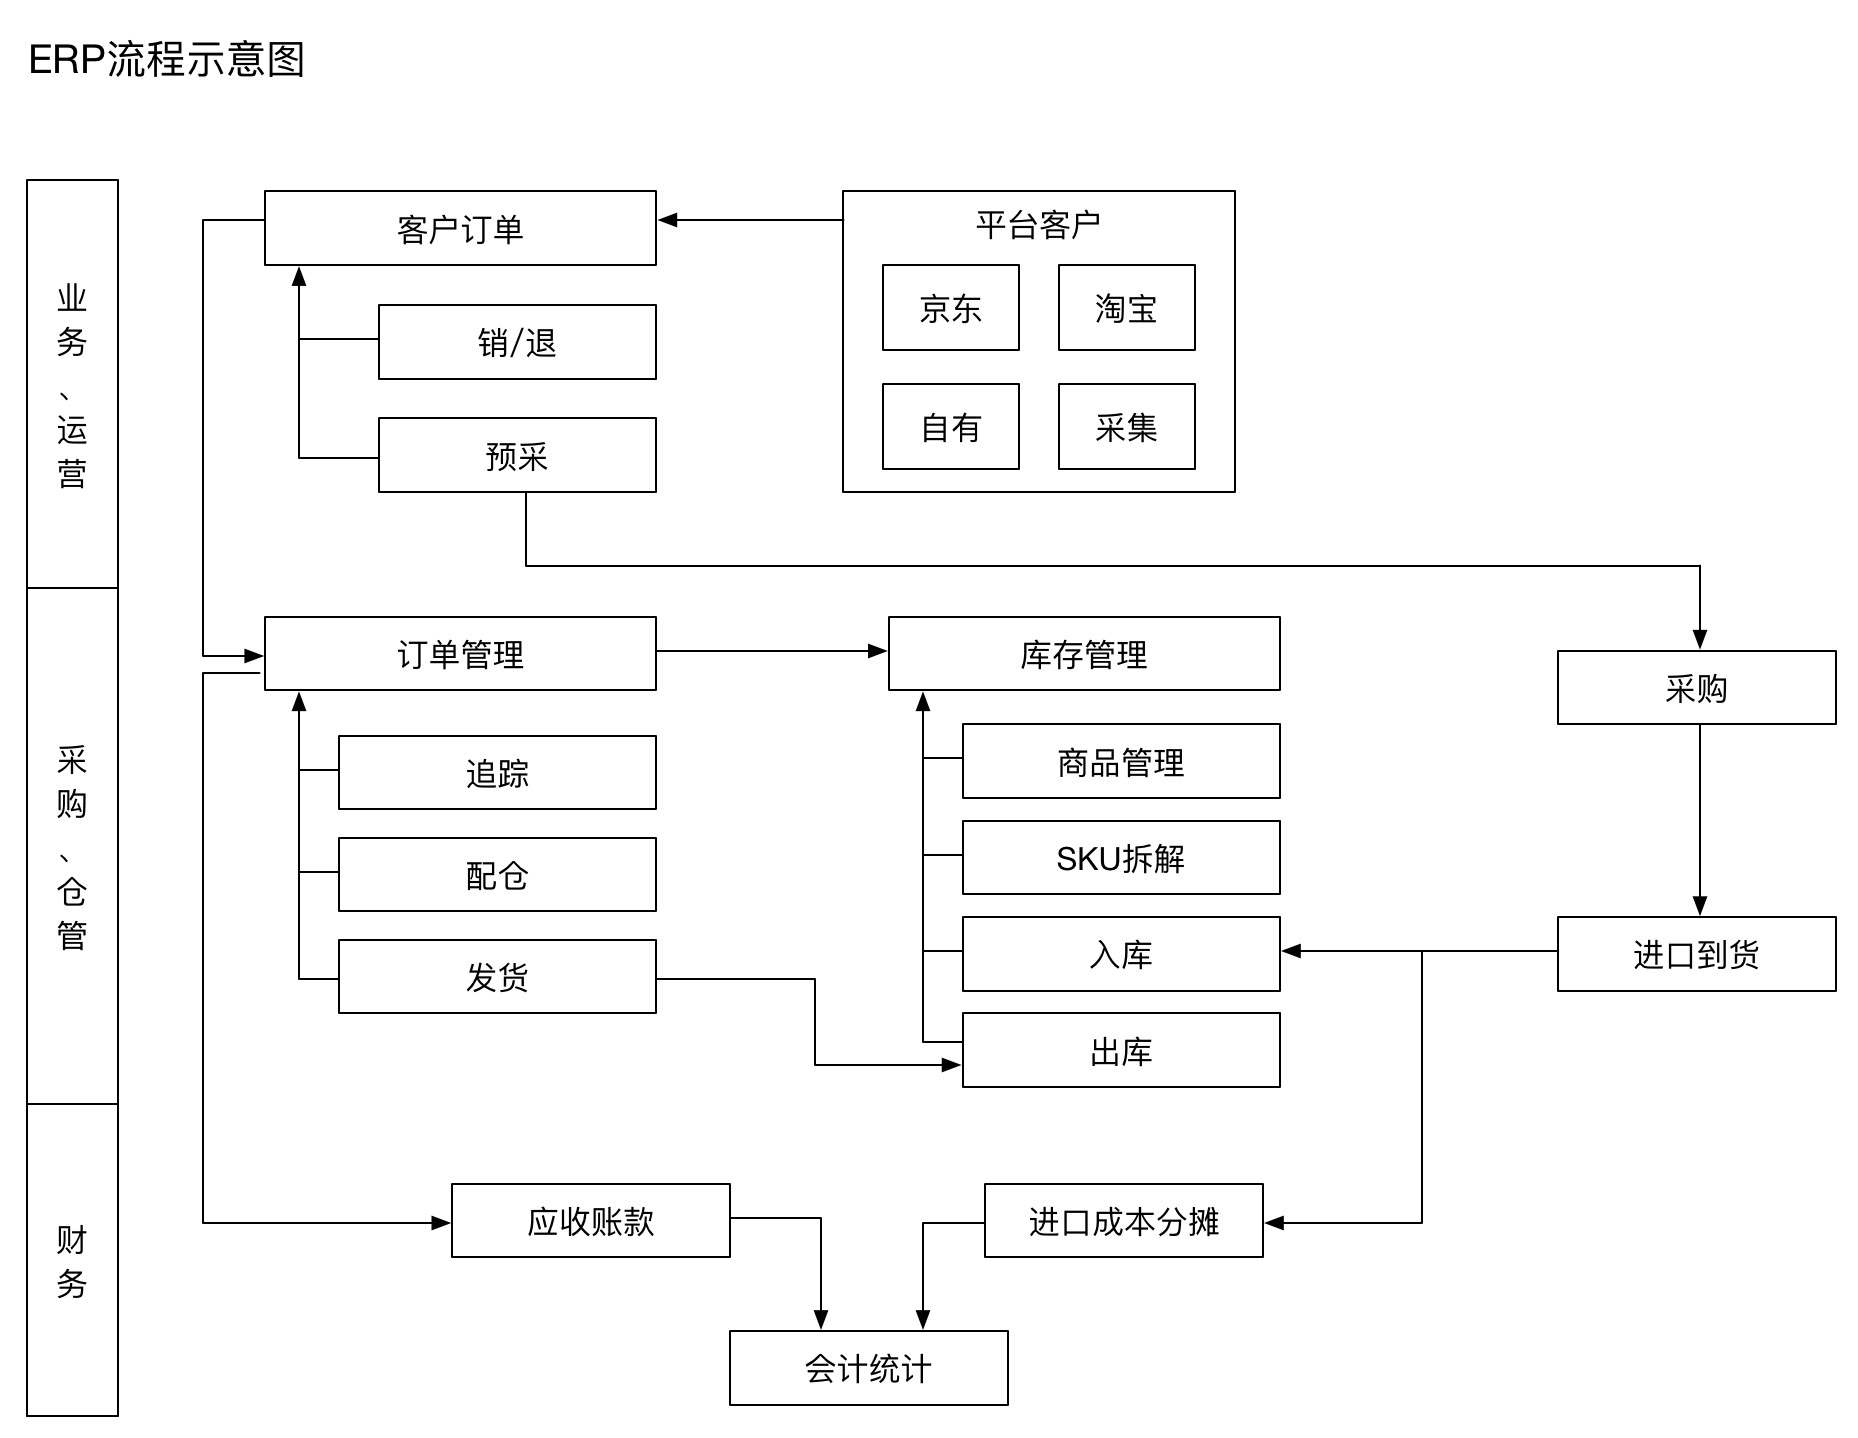 ERP流程示意图
业
务
、
运
营
客户订单
平台客户
京东
淘宝
销/退
自有
采集
预采
采
购
、
仓
管
订单管理
库存管理
采购
追踪
商品管理
配仓
SKU拆解
发货
入库
进口到货
出库
财
务
应收账款
进口成本分摊
会计统计